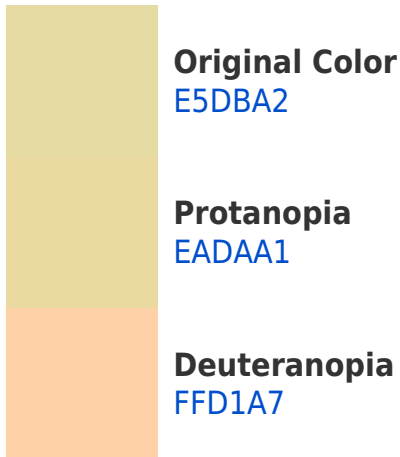 Original Color
E5DBA2
Protanopia
EADAA1
Deuteranopia
FFD1A7